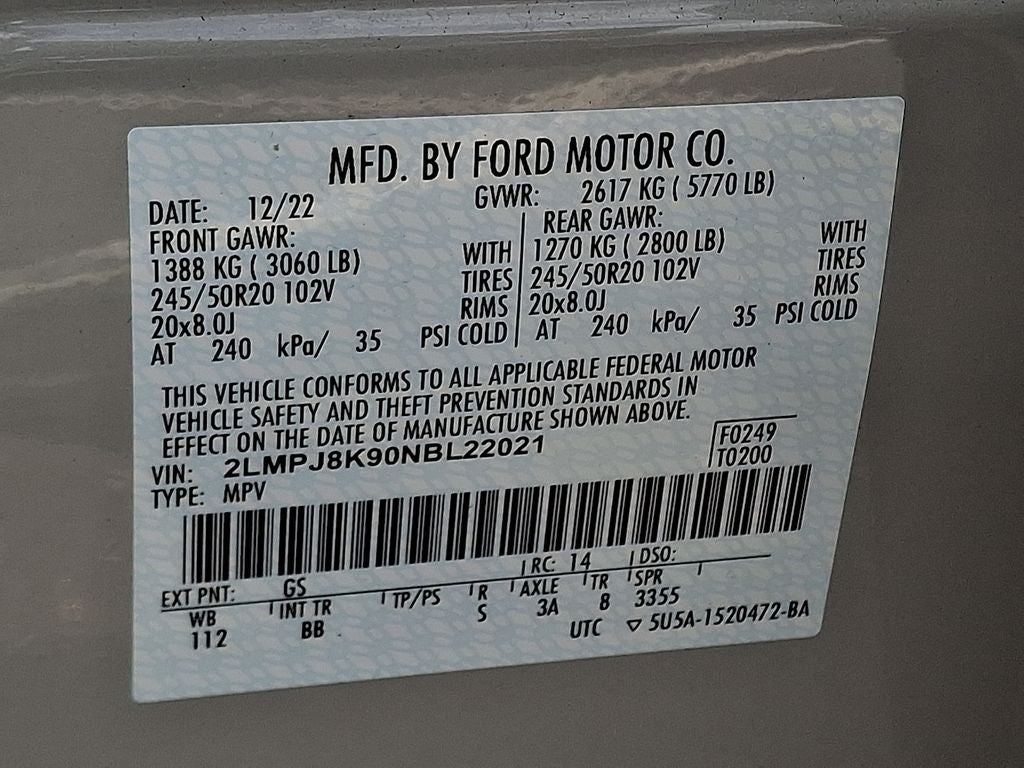 MFD. BY FORD MOTOR CO.
DATE: 12/22 GVWR: 2617 KG ( 5770 LB)
FRONT GAWR: REAR GAWR:
1388 KG ( 3060 LB) WITH 1270 KG ( 2800 LB) WITH
245/50R20 102V TIRES 245/50R20 102V TIRES
20x8.0J RIMS 20x8.0J RIMS
AT 240 kPa/ 35 PSI COLD AT 240 kPa/ 35 PSI COLD
THIS VEHICLE CONFORMS TO ALL APPLICABLE FEDERAL MOTOR
VEHICLE SAFETY AND THEFT PREVENTION STANDARDS IN
EFFECT ON THE DATE OF MANUFACTURE SHOWN ABOVE.
VIN: 2LMPJ8K90NBL22021 F0249
TYPE: MPV T0200
EXT PNT: GS RC: 14 DSO:
WB INT TR TP/PS R AXLE TR SPR
112 BB S 3A 8 3355
UTC ▽ 5U5A-1520472-BA